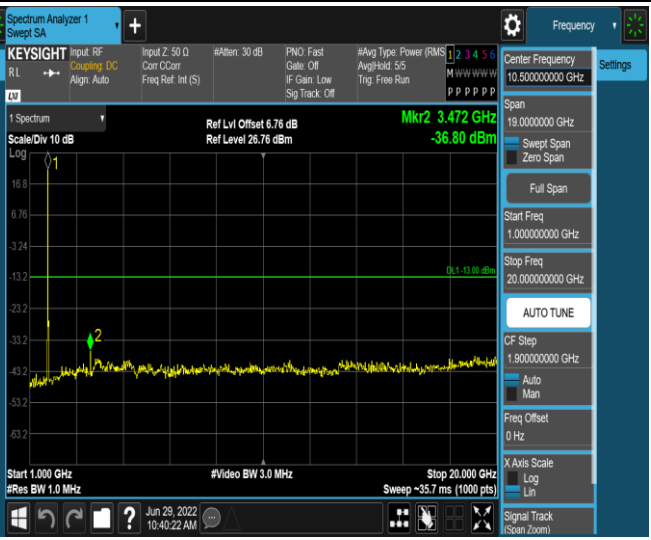 Spectrum Analyzer 1
Swept SA
Frequency
KEYSIGHT Input: RF Input Z: 50 Ω #Atten: 30 dB PNO: Fast #Avg Type: Power (RMS 1 2 3 4 5 6
RL Coupling: DC Corr CCorr Gate: Off Avg|Hold: 5/5 M W W W W W
Align: Auto Freq Ref: Int (S) IF Gain: Low Trig: Free Run
Sig Track: Off P P P P P P
LXI
1 Spectrum
Ref Lvl Offset 6.76 dB Mkr2 3.472 GHz
Scale/Div 10 dB Ref Level 26.76 dBm -36.80 dBm
Log
1
16.8
6.76
-3.24
DL1 -13.00 dBm
-13.2
-23.2
2
-33.2
-43.2
-53.2
-63.2
Start 1.000 GHz #Video BW 3.0 MHz Stop 20.000 GHz
#Res BW 1.0 MHz Sweep ~35.7 ms (1000 pts)
? Jun 29, 2022
10:40:22 AM
Center Frequency
10.500000000 GHz
Settings
Span
19.0000000 GHz
Swept Span
Zero Span
Full Span
Start Freq
1.000000000 GHz
Stop Freq
20.000000000 GHz
AUTO TUNE
CF Step
1.900000000 GHz
Auto
Man
Freq Offset
0 Hz
X Axis Scale
Log
Lin
Signal Track
(Span Zoom)